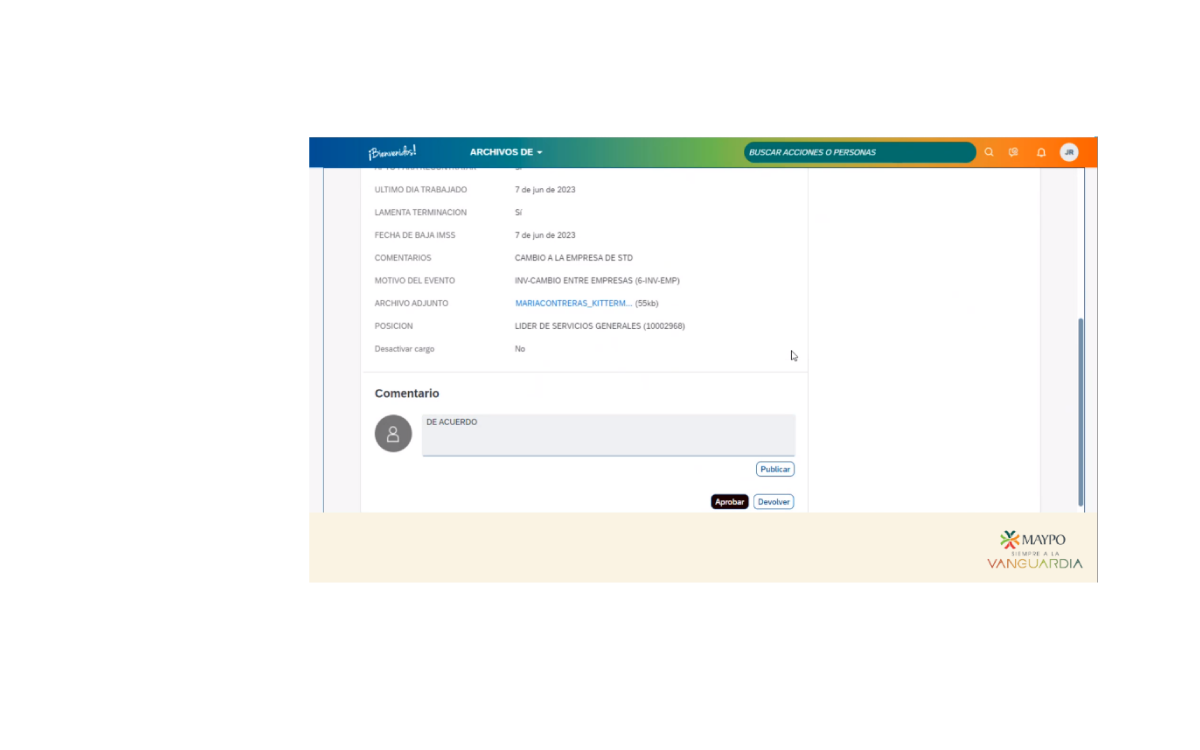 ¡Bienvenidos!
ARCHIVOS DE
BUSCAR ACCIONES O PERSONAS
JR
ULTIMO DIA TRABAJADO 7 de jun de 2023
LAMENTA TERMINACION Sí
FECHA DE BAJA IMSS 7 de jun de 2023
COMENTARIOS CAMBIO A LA EMPRESA DE STD
MOTIVO DEL EVENTO INV-CAMBIO ENTRE EMPRESAS (6-INV-EMP)
ARCHIVO ADJUNTO MARIACONTRERAS_KITTERM... (55kb)
POSICION LIDER DE SERVICIOS GENERALES (10002968)
Desactivar cargo No
Comentario
DE ACUERDO
Publicar
Aprobar Devolver
MAYPO
SIEMPRE A LA
VANGUARDIA